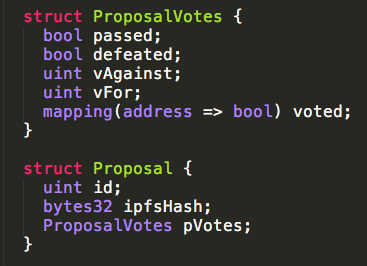 struct ProposalVotes {
  bool passed;
  bool defeated;
  uint vAgainst;
  uint vFor;
  mapping(address => bool) voted;
}

struct Proposal {
  uint id;
  bytes32 ipfsHash;
  ProposalVotes pVotes;
}